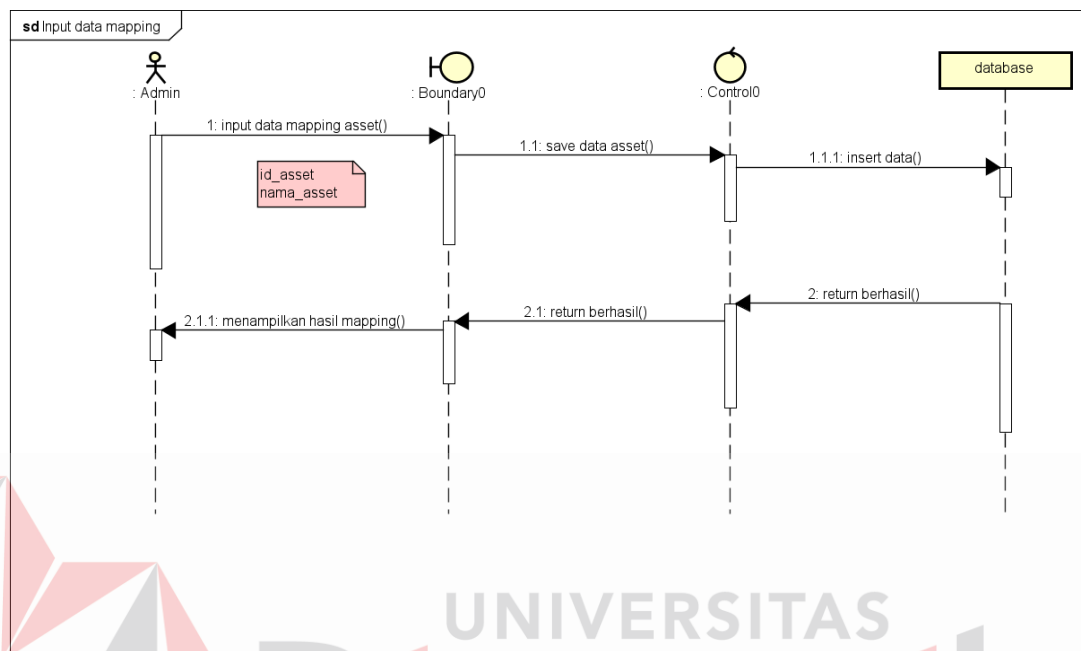 sd Input data mapping
: Admin
: Boundary0
: Control0
database
1: input data mapping asset()
1.1: save data asset()
1.1.1: insert data()
id_asset
nama_asset
2: return berhasil()
2.1: return berhasil()
2.1.1: menampilkan hasil mapping()
UNIVERSITAS